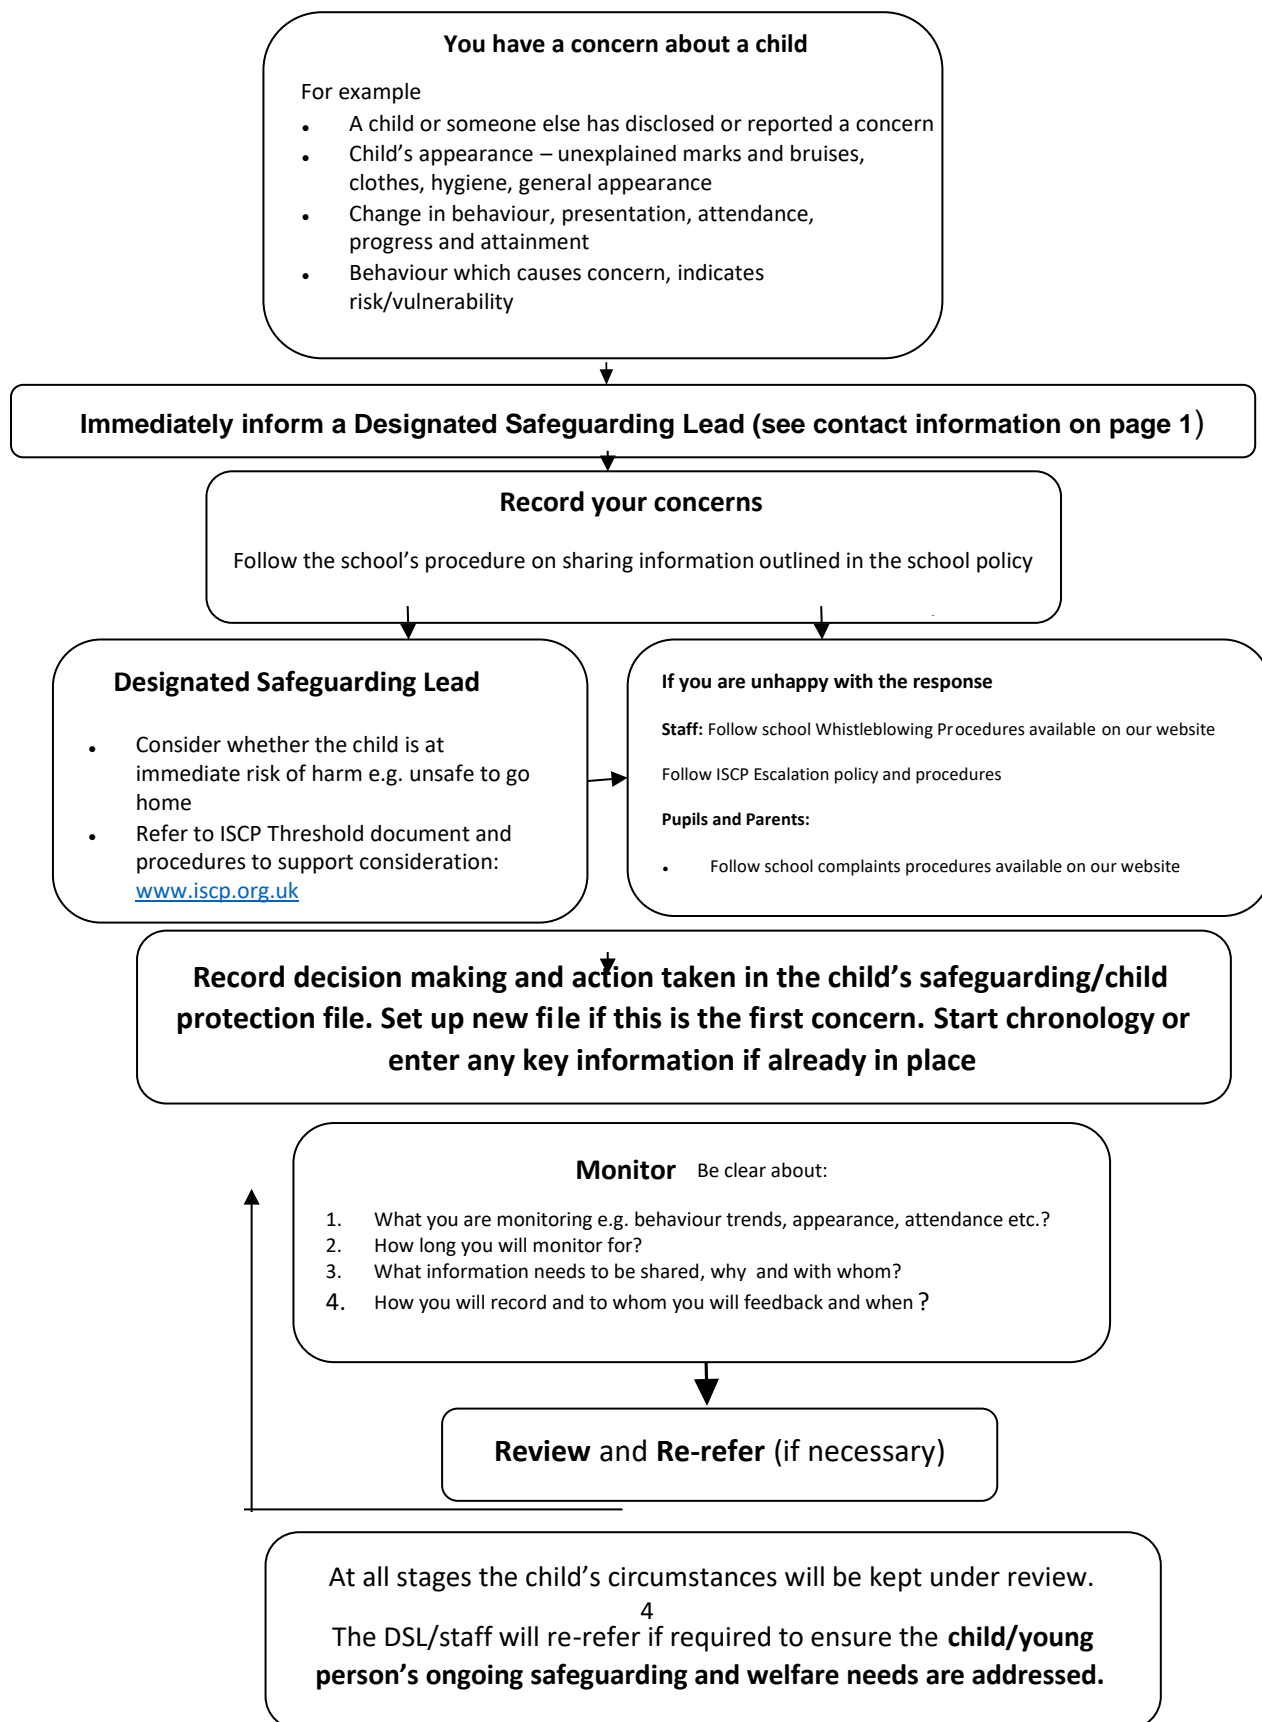 You have a concern about a child
For example
• A child or someone else has disclosed or reported a concern
• Child’s appearance – unexplained marks and bruises,
clothes, hygiene, general appearance
• Change in behaviour, presentation, attendance,
progress and attainment
• Behaviour which causes concern, indicates
risk/vulnerability
Immediately inform a Designated Safeguarding Lead (see contact information on page 1)
Record your concerns
Follow the school’s procedure on sharing information outlined in the school policy
Designated Safeguarding Lead
• Consider whether the child is at
immediate risk of harm e.g. unsafe to go
home
• Refer to ISCP Threshold document and
procedures to support consideration:
www.iscp.org.uk
If you are unhappy with the response
Staff: Follow school Whistleblowing Procedures available on our website
Follow ISCP Escalation policy and procedures
Pupils and Parents:
• Follow school complaints procedures available on our website
Record decision making and action taken in the child’s safeguarding/child
protection file. Set up new file if this is the first concern. Start chronology or
enter any key information if already in place
Monitor Be clear about:
1. What you are monitoring e.g. behaviour trends, appearance, attendance etc.?
2. How long you will monitor for?
3. What information needs to be shared, why and with whom?
4. How you will record and to whom you will feedback and when ?
Review and Re-refer (if necessary)
At all stages the child’s circumstances will be kept under review.
4
The DSL/staff will re-refer if required to ensure the child/young
person’s ongoing safeguarding and welfare needs are addressed.